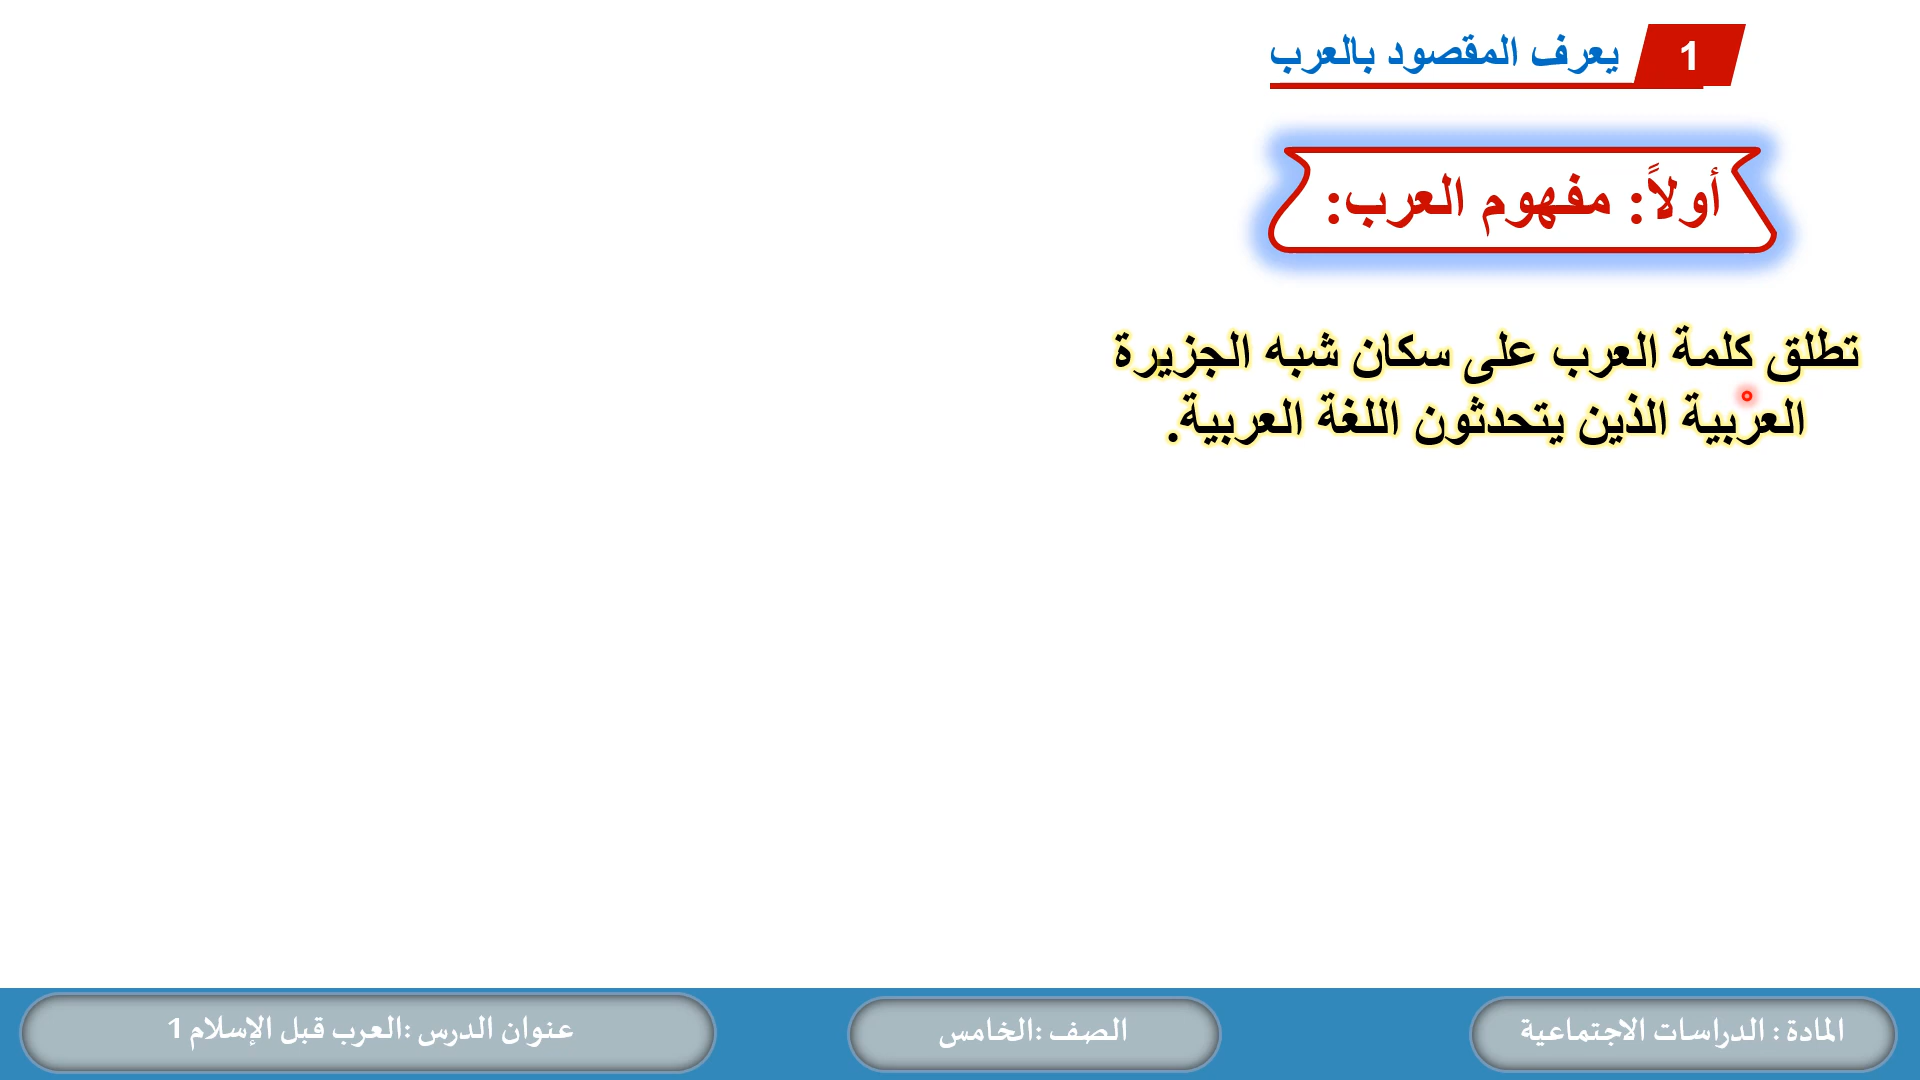 1 يعرف المقصود بالعرب
أولاً: مفهوم العرب:
تطلق كلمة العرب على سكان شبه الجزيرة
العربية الذين يتحدثون اللغة العربية.
المادة : الدراسات الاجتماعية
الصف :الخامس
عنوان الدرس :العرب قبل الإسلام 1